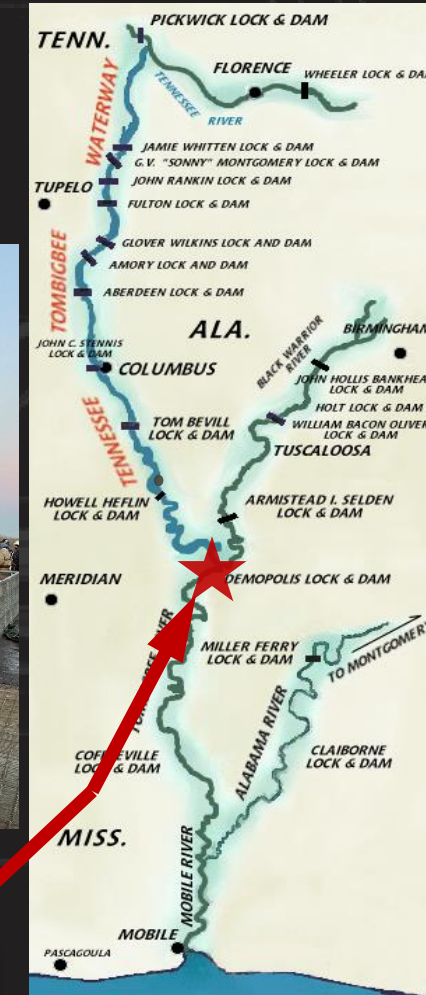 PICKWICK LOCK & DAM
TENN.
FLORENCE
WHEELER LOCK & DA
TENNESSEE
RIVER
WATERWAY
JAMIE WHITTEN LOCK & DAM
G.V. "SONNY" MONTGOMERY LOCK & DAM
JOHN RANKIN LOCK & DAM
TUPELO
FULTON LOCK & DAM
GLOVER WILKINS LOCK AND DAM
AMORY LOCK AND DAM
TOMBIGBEE
ABERDEEN LOCK & DAM
ALA.
BIRMINGHAM
JOHN C. STENNIS
LOCK & DAM
BLACK WARRIOR
RIVER
COLUMBUS
JOHN HOLLIS BANKHEA
LOCK & DAM
HOLT LOCK & DAM
TENNESSEE
TOM BEVILL
LOCK & DAM
WILLIAM BACON OLIVER
LOCK & DAM
TUSCALOOSA
HOWELL HEFLIN
LOCK & DAM
ARMISTEAD I. SELDEN
LOCK & DAM
MERIDIAN
DEMOPOLIS LOCK & DAM
RIVER
MILLER FERRY
LOCK & DAM
TO MONTGOMERY
ALABAMA RIVER
CLAIBORNE
LOCK & DAM
LOCK & DAM
MISS.
MOBILE RIVER
MOBILE
PASCAGOULA